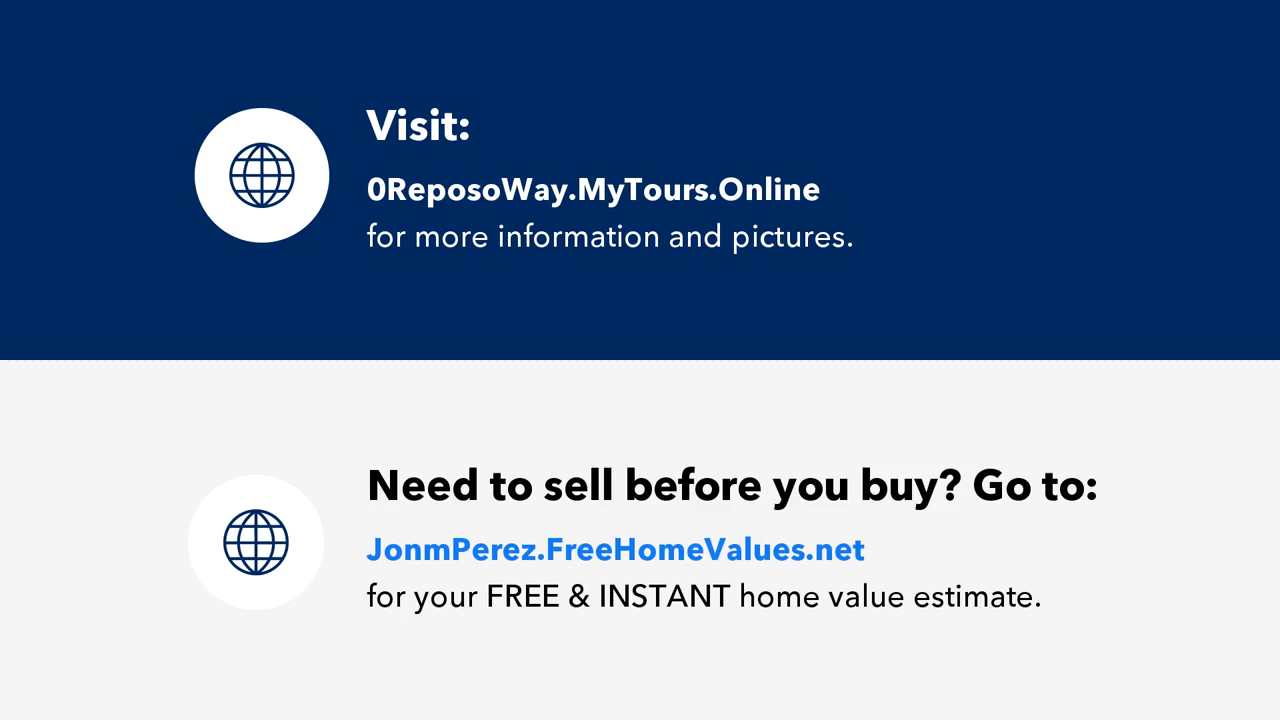 Visit:
0ReposoWay.MyTours.Online
for more information and pictures.
Need to sell before you buy? Go to:
JonmPerez.FreeHomeValues.net
for your FREE & INSTANT home value estimate.